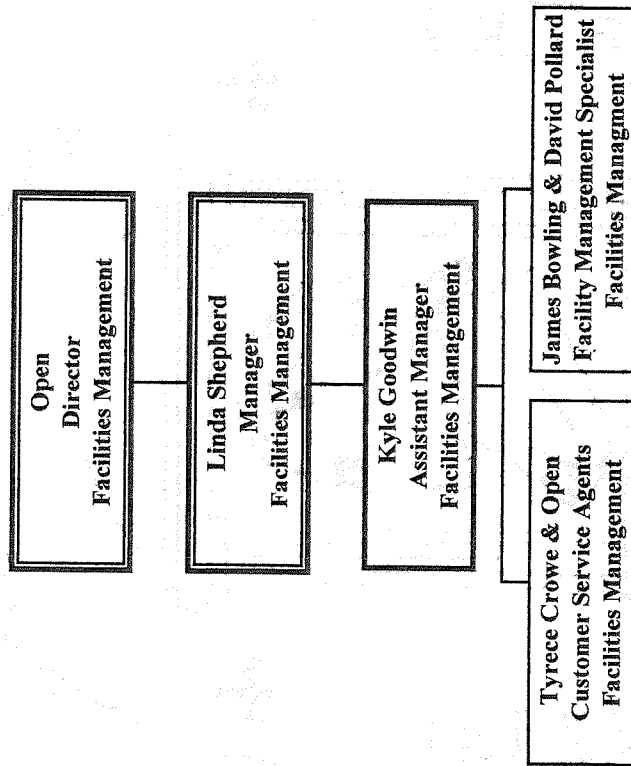 Open
Director
Facilities Management
Linda Shepherd
Manager
Facilities Management
Kyle Goodwin
Assistant Manager
Facilities Management
Tyrece Crowe & Open
Customer Service Agents
Facilities Management
James Bowling & David Pollard
Facility Management Specialist
Facilities Managment